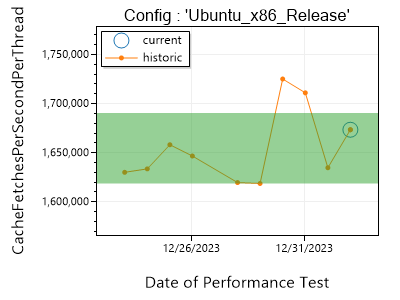 Config : 'Ubuntu_x86_Release'
CacheFetchesPerSecondPerThread
current
historic
1,750,000
1,700,000
1,650,000
1,600,000
12/26/2023
12/31/2023
Date of Performance Test